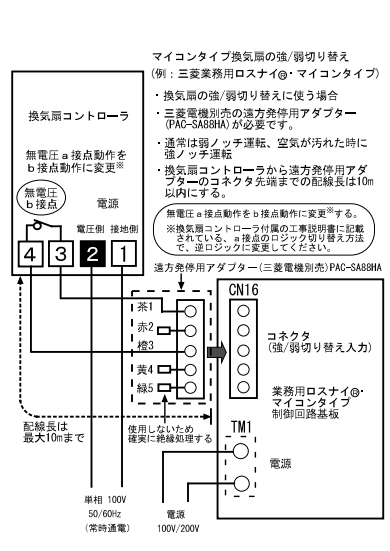 マイコンタイプ換気扇の強/弱切り替え
(例：三菱業務用ロスナイ®・マイコンタイプ)
・換気扇の強/弱切り替えに使う場合
・三菱電機別売の遠方発停用アダプター
(PAC-SA88HA)が必要です。
・通常は弱ノッチ運転、空気が汚れた時に
強ノッチ運転
・換気扇コントローラから遠方発停用アダ
プターのコネクタ先端までの配線長は10m
以内にする。
無電圧a接点動作をb接点動作に変更※する。
※換気扇コントローラ付属の工事説明書に記載
されている、a接点のロジック切り替え方法
で、逆ロジックに変更してください。
換気扇コントローラ
無電圧a接点動作を
b接点動作に変更※
無電圧
b接点
電源
電圧側 接地側
4 3 2 1
遠方発停用アダプター(三菱電機別売)PAC-SA88HA
茶1
赤2
橙3
黄4
緑5
CN16
コネクタ
(強/弱切り替え入力)
業務用ロスナイ®・
マイコンタイプ
制御回路基板
TM1
電源
配線長は
最大10mまで
使用しないため
確実に絶縁処理する
単相 100V
50/60Hz
(常時通電)
電源
100V/200V